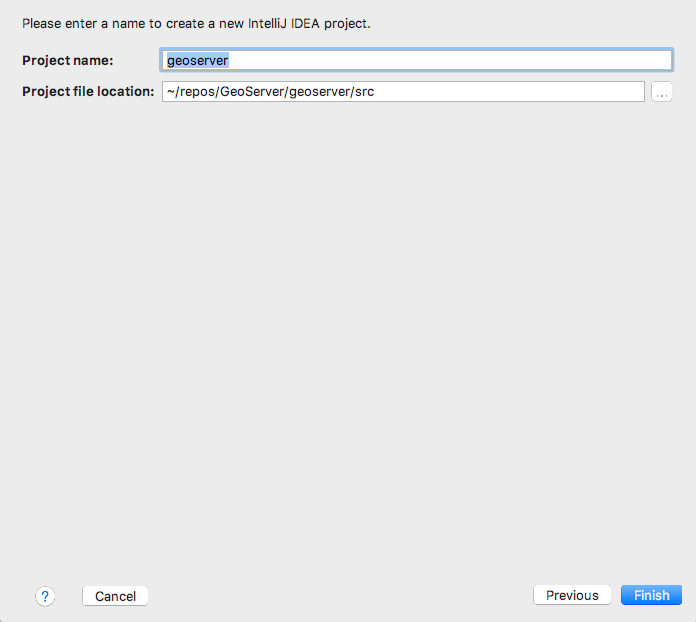 Please enter a name to create a new IntelliJ IDEA project.
Project name: geoserver
Project file location: ~/repos/GeoServer/geoserver/src ...
? Cancel Previous Finish